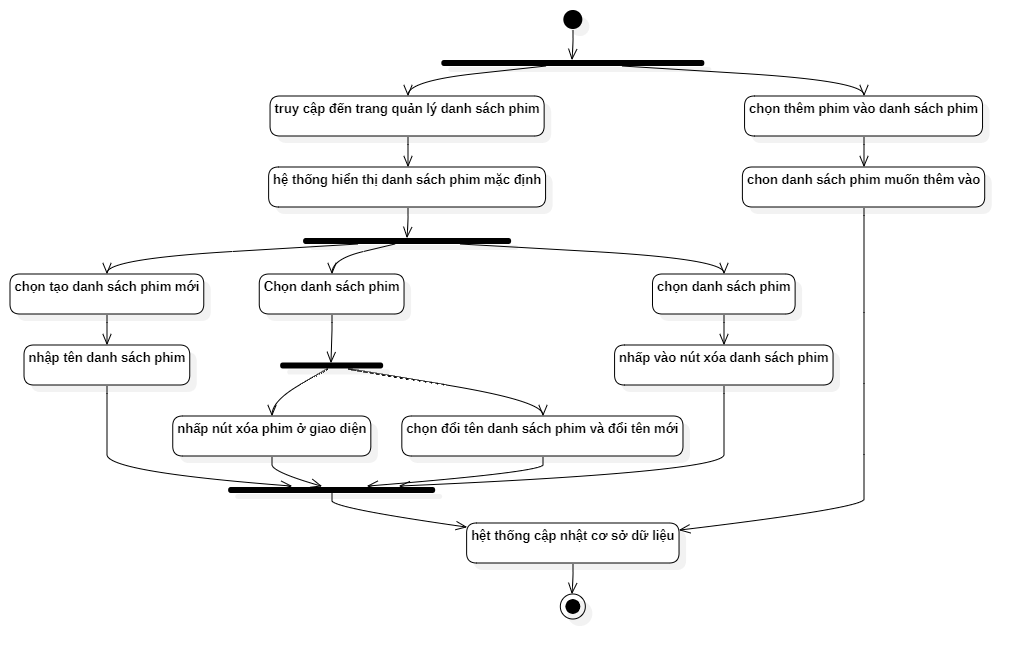 truy cập đến trang quản lý danh sách phim
chọn thêm phim vào danh sách phim
hệ thống hiển thị danh sách phim mặc định
chon danh sách phim muốn thêm vào
chọn tạo danh sách phim mới
Chọn danh sách phim
chọn danh sách phim
nhập tên danh sách phim
nhấp vào nút xóa danh sách phim
nhấp nút xóa phim ở giao diện
chọn đổi tên danh sách phim và đổi tên mới
hệt thống cập nhật cơ sở dữ liệu